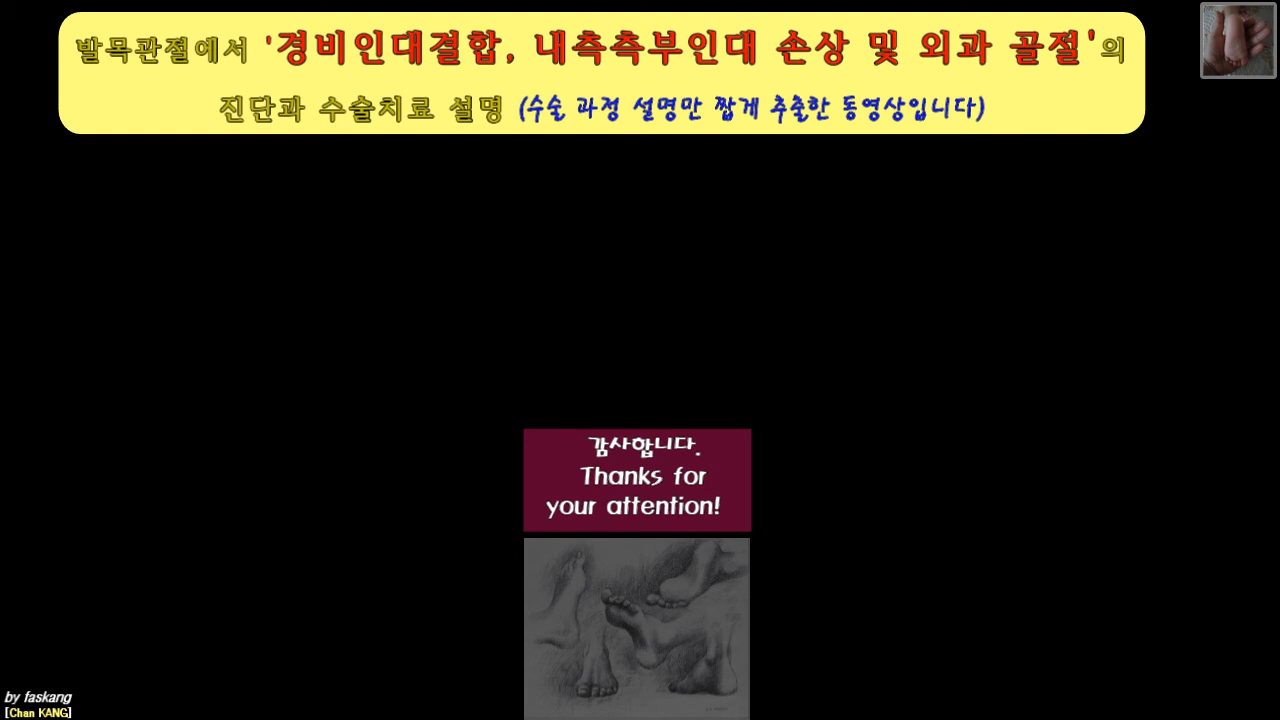 발목관절에서 '경비인대결합, 내측측부인대 손상 및 외과 골절'의
진단과 수술치료 설명 (수술 과정 설명만 짧게 추출한 동영상입니다)
감사합니다.
Thanks for
your attention!
by faskang
[Chan KANG]